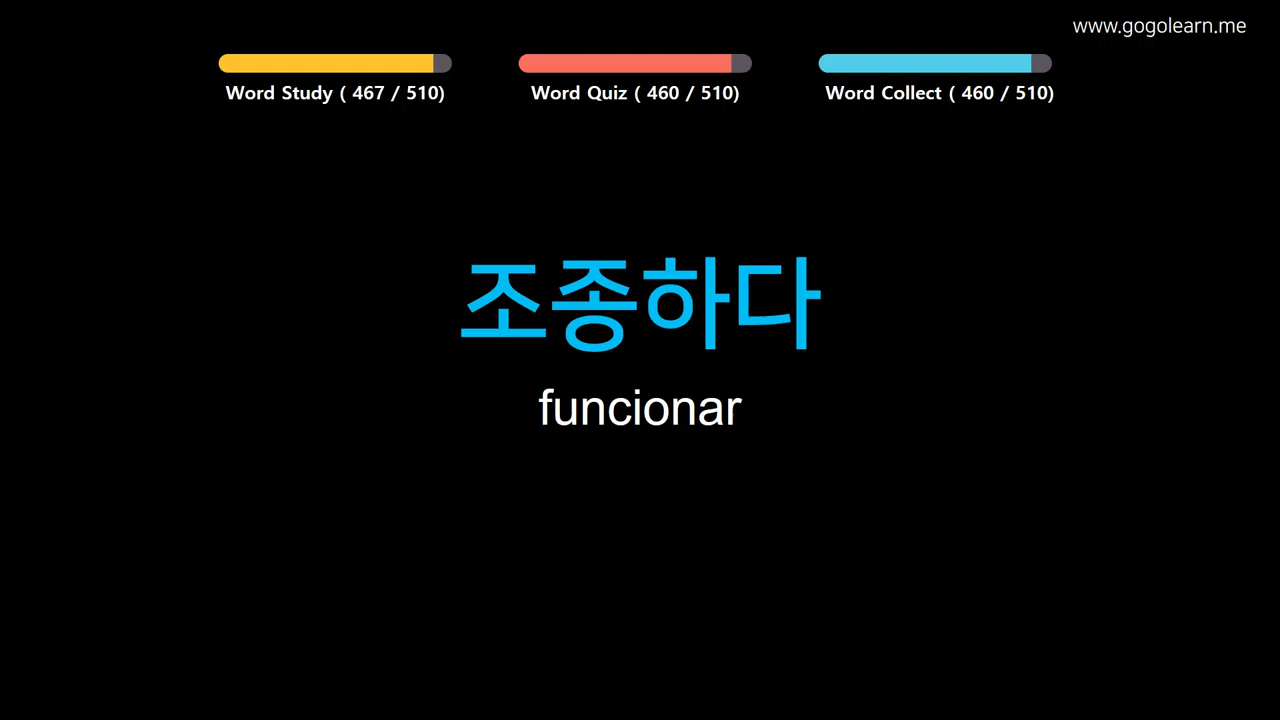 www.gogolearn.me
Word Study ( 467 / 510)
Word Quiz ( 460 / 510)
Word Collect ( 460 / 510)
조종하다
funcionar